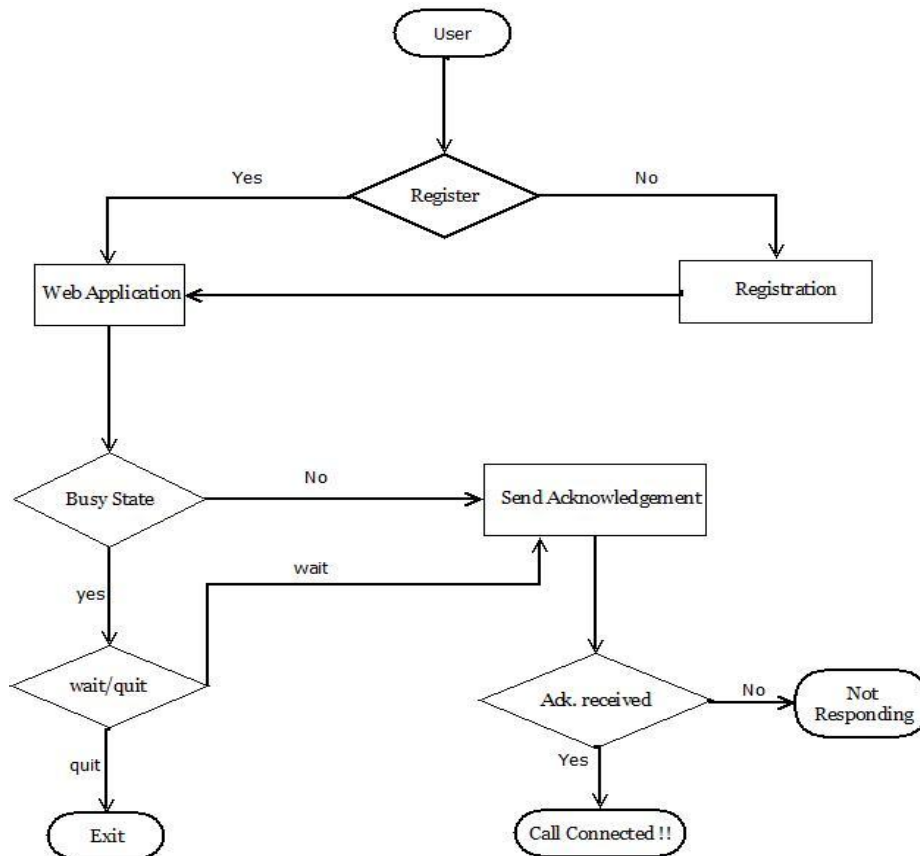 User
Yes
No
Register
Web Application
Registration
Busy State
No
Send Acknowledgement
wait
yes
wait/quit
Ack. received
No
Not
Responding
quit
Yes
Exit
Call Connected !!